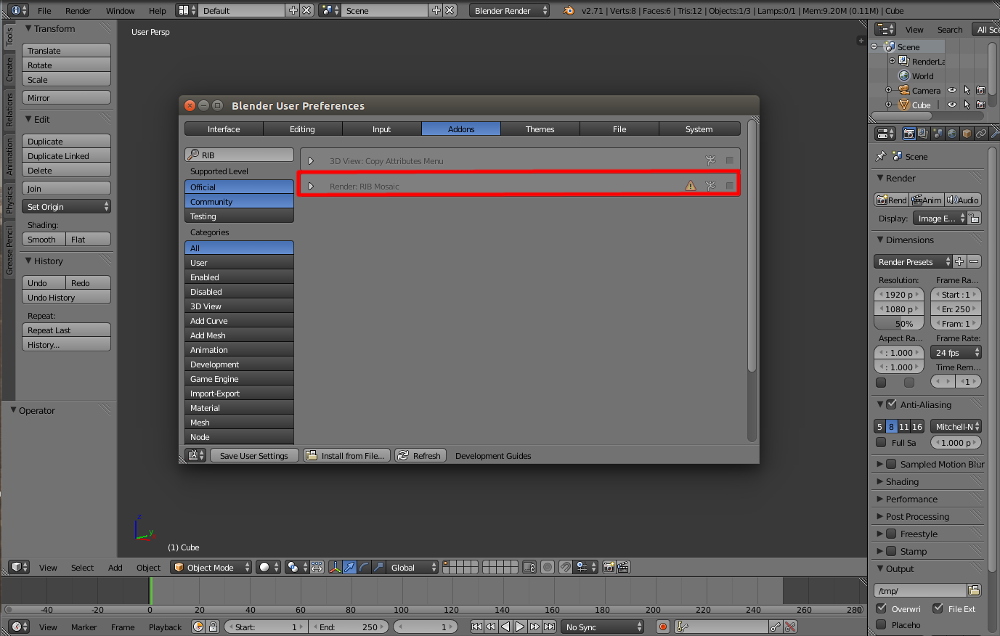 File Render Window Help Default Scene Blender Render v2.71 | Verts:8 | Faces:6 | Tris:12 | Objects:1/3 | Lamps:0/1 | Mem:9.20M (0.11M) | Cube
Tools
Create
Relations
Animation
Physics
Grease Pencil
Transform
Translate
Rotate
Scale
Mirror
Edit
Duplicate
Duplicate Linked
Delete
Join
Set Origin
Shading:
Smooth Flat
History
Undo Redo
Undo History
Repeat:
Repeat Last
History...
Operator
User Persp
Blender User Preferences
Interface Editing Input Addons Themes File System
RIB
Supported Level
Official
Community
Testing
Categories
All
User
Enabled
Disabled
3D View
Add Curve
Add Mesh
Animation
Development
Game Engine
Import-Export
Material
Mesh
Node
3D View: Copy Attributes Menu
Render: RIB Mosaic
Save User Settings Install from File... Refresh Development Guides
(1) Cube
View Select Add Object Object Mode Global
-40 -20 0 20 40 60 80 100 120 140 160 180 200 220 240 260 280
View Marker Frame Playback Start: 1 End: 250 1 No Sync
View Search All Sce
Scene
RenderLa
World
Camera
Cube
Scene
Render
Rend Anim Audio
Display: Image E...
Dimensions
Render Presets
Resolution: Frame Ra...
1920 p Start :1
1080 p En: 250
50% Fram: 1
Aspect Ra... Frame Rate:
: 1.000 24 fps
: 1.000 Time Rem...
1
Anti-Aliasing
5 8 11 16 Mitchell-N
Full Sa 1.000 p
Sampled Motion Blur
Shading
Performance
Post Processing
Freestyle
Stamp
Output
/tmp/
Overwri File Ext
Placeho